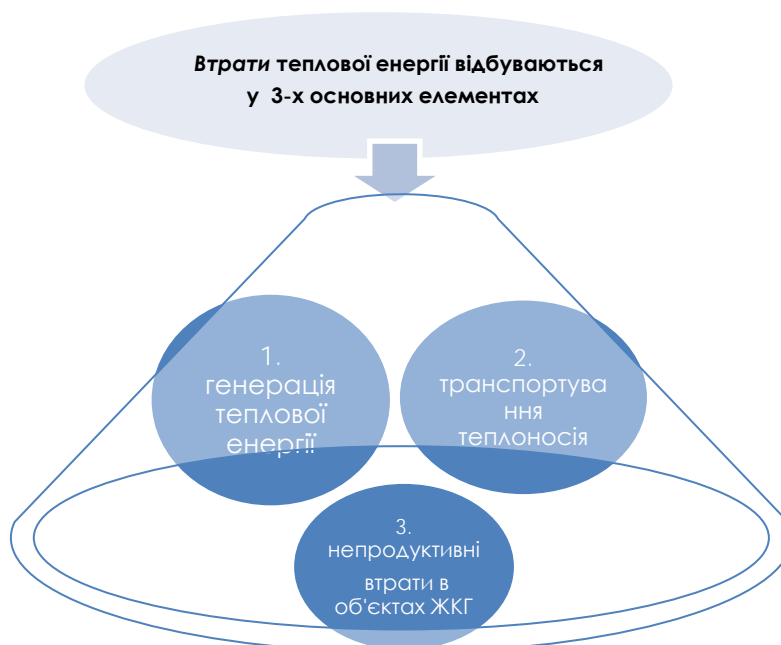 Втрати теплової енергії відбуваються
у 3-х основних елементах
1.
генерація
теплової
енергії
2.
транспортува
ння
теплоносія
3.
непродуктивні
втрати в
об'єктах ЖКГ